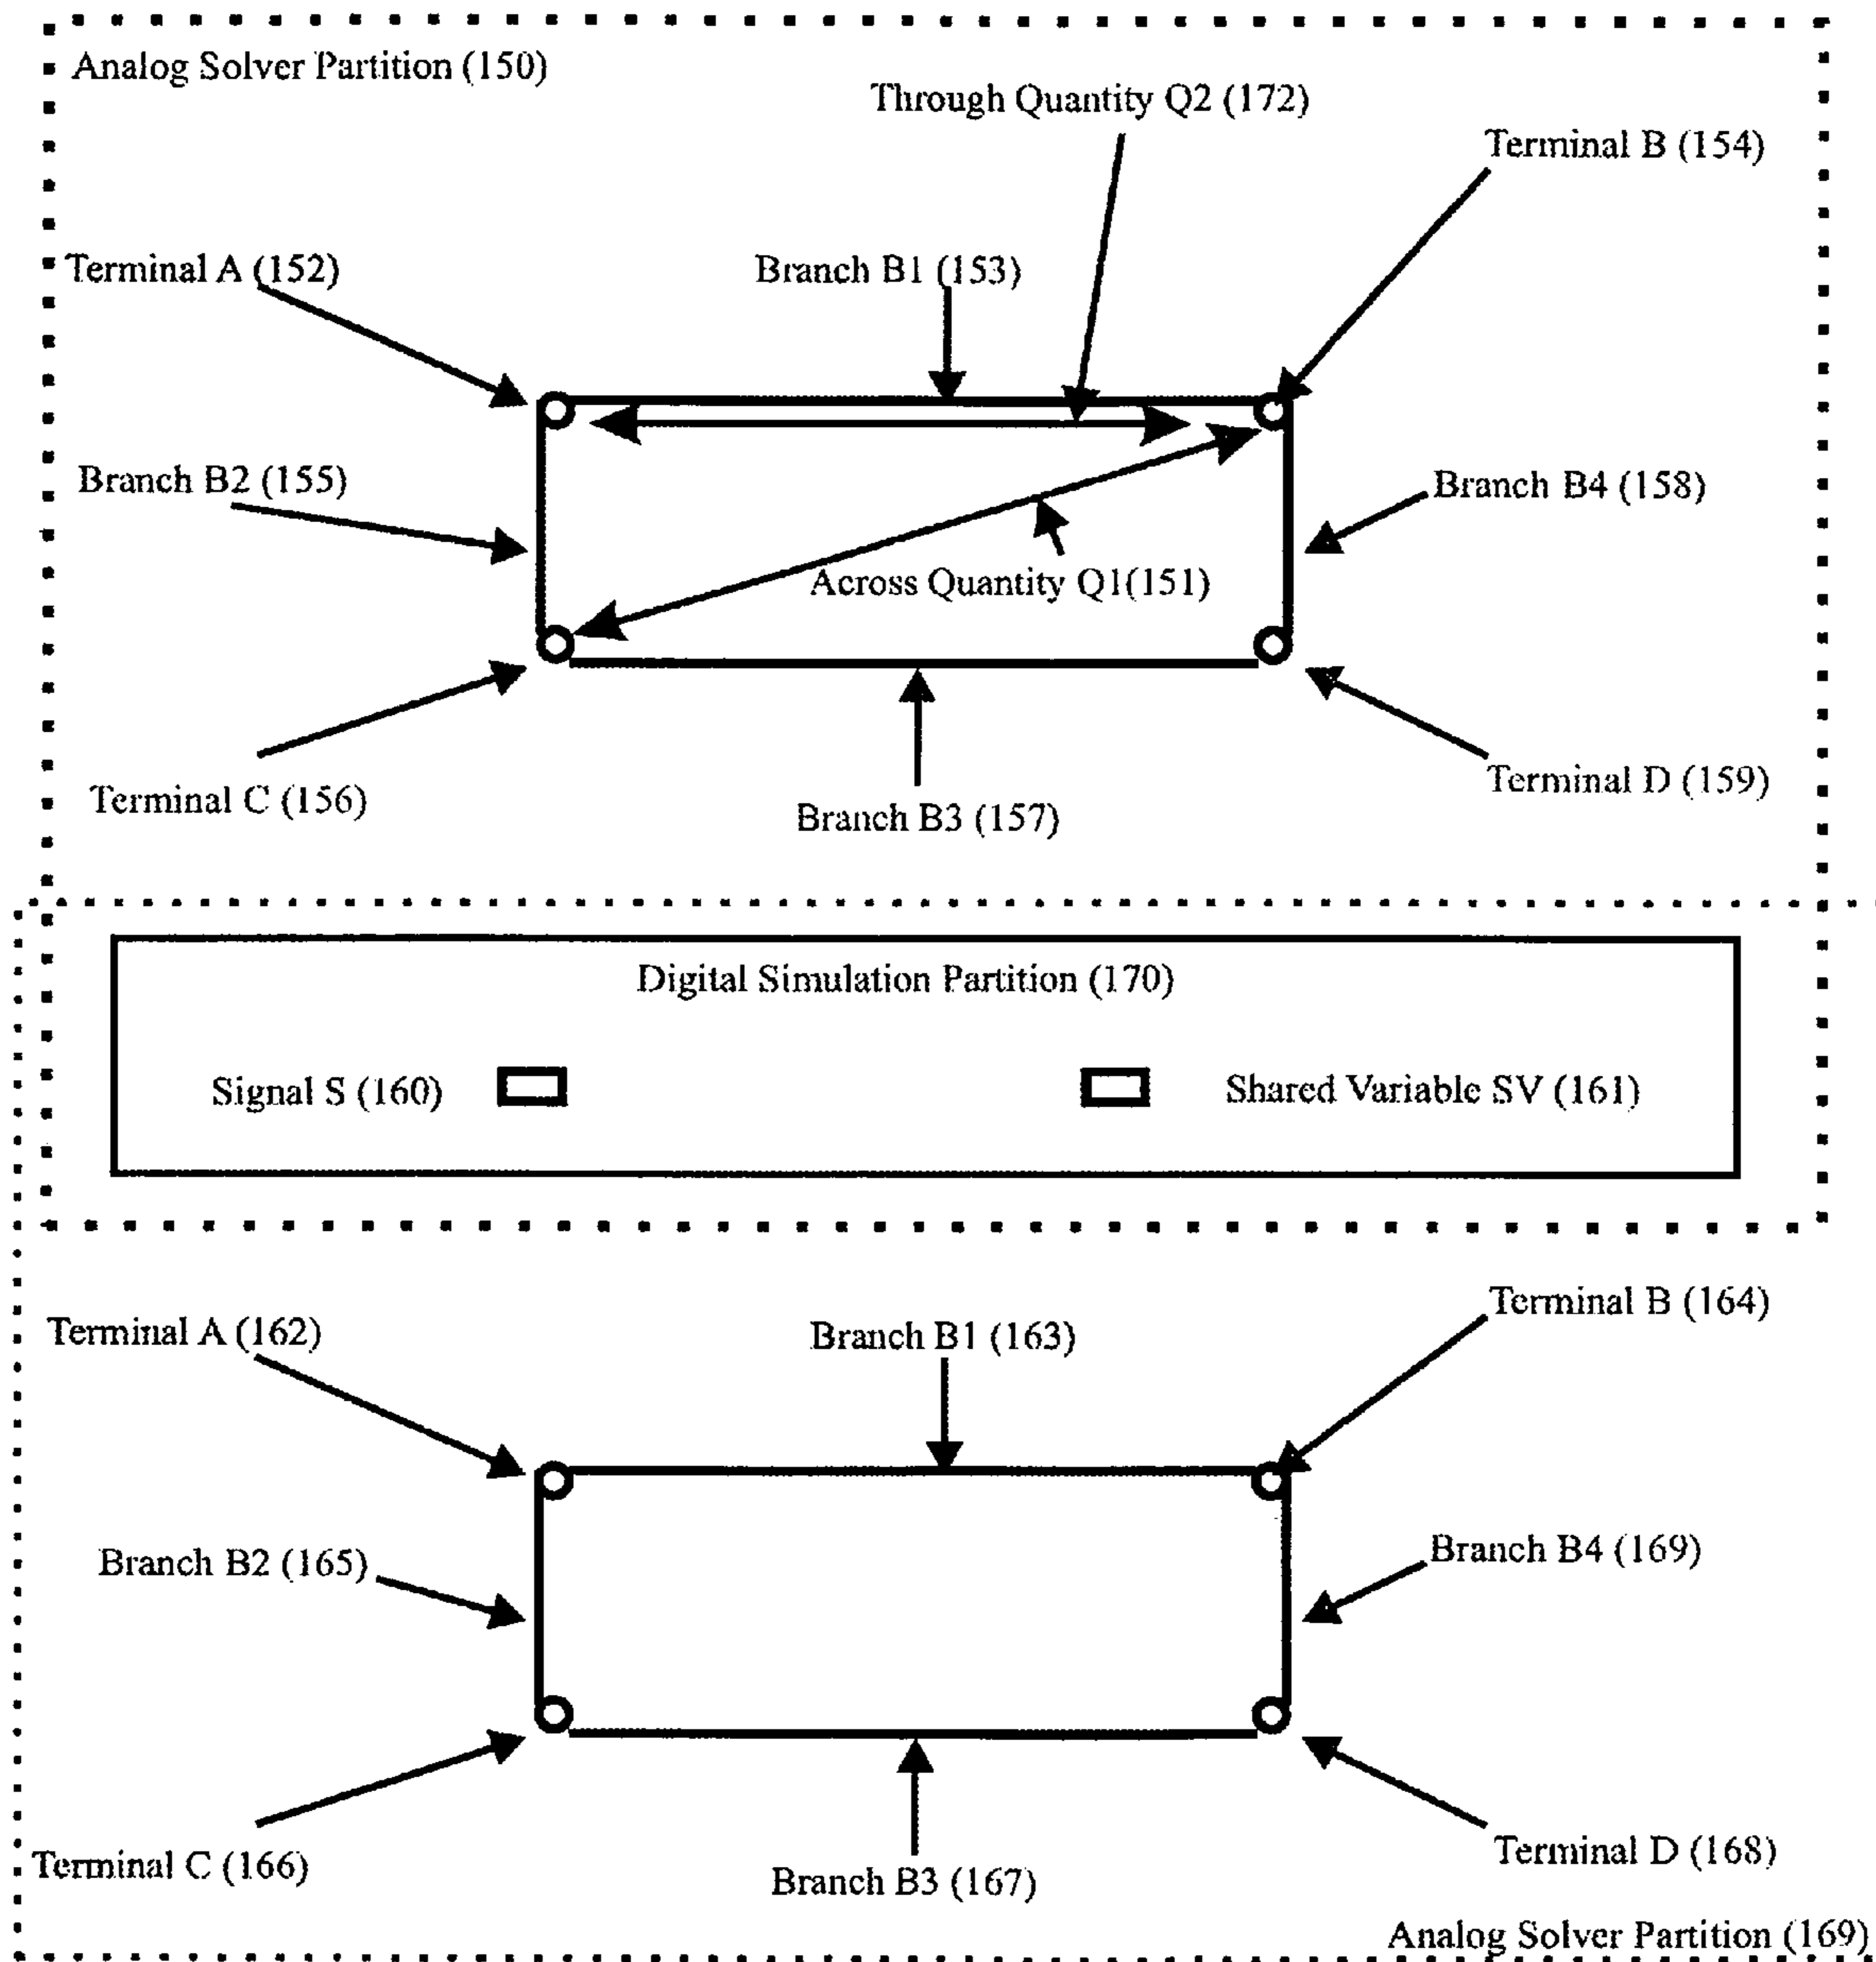 Analog Solver Partition (150)
Through Quantity Q2 (172)
Terminal B (154)
Terminal A (152)
Branch B1 (153)
Branch B2 (155)
Branch B4 (158)
Across Quantity Q1(151)
Terminal C (156)
Terminal D (159)
Branch B3 (157)
Digital Simulation Partition (170)
Signal S (160)
Shared Variable SV (161)
Terminal B (164)
Terminal A (162)
Branch B1 (163)
Branch B2 (165)
Branch B4 (169)
Terminal C (166)
Terminal D (168)
Branch B3 (167)
Analog Solver Partition (169)